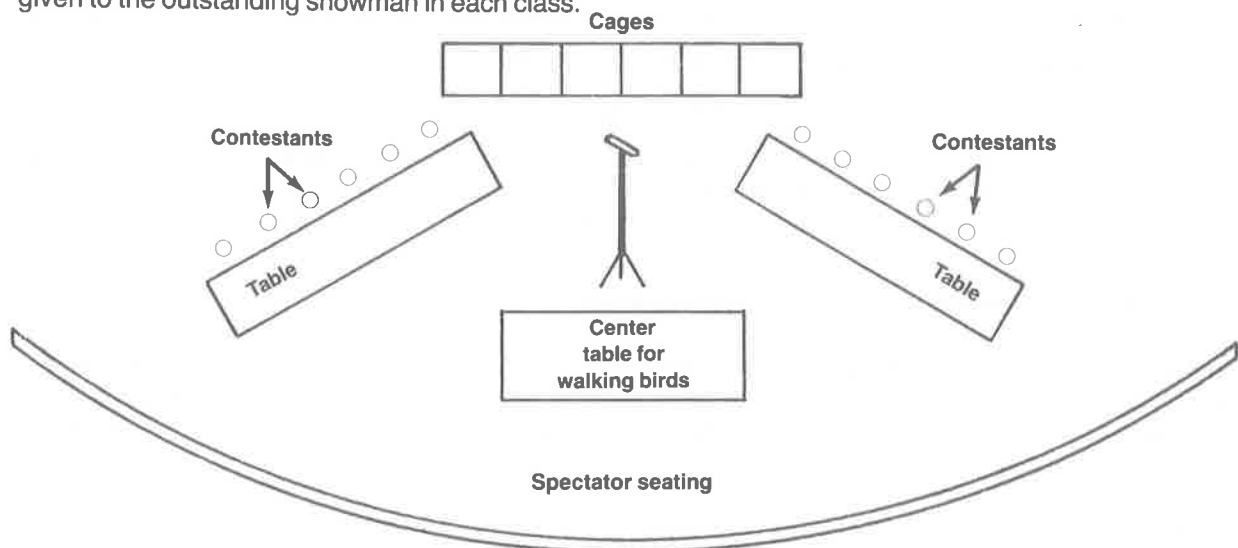 given to the outstanding showman in each class.
Cages
Contestants
Contestants
Table
Table
Center
table for
walking birds
Spectator seating